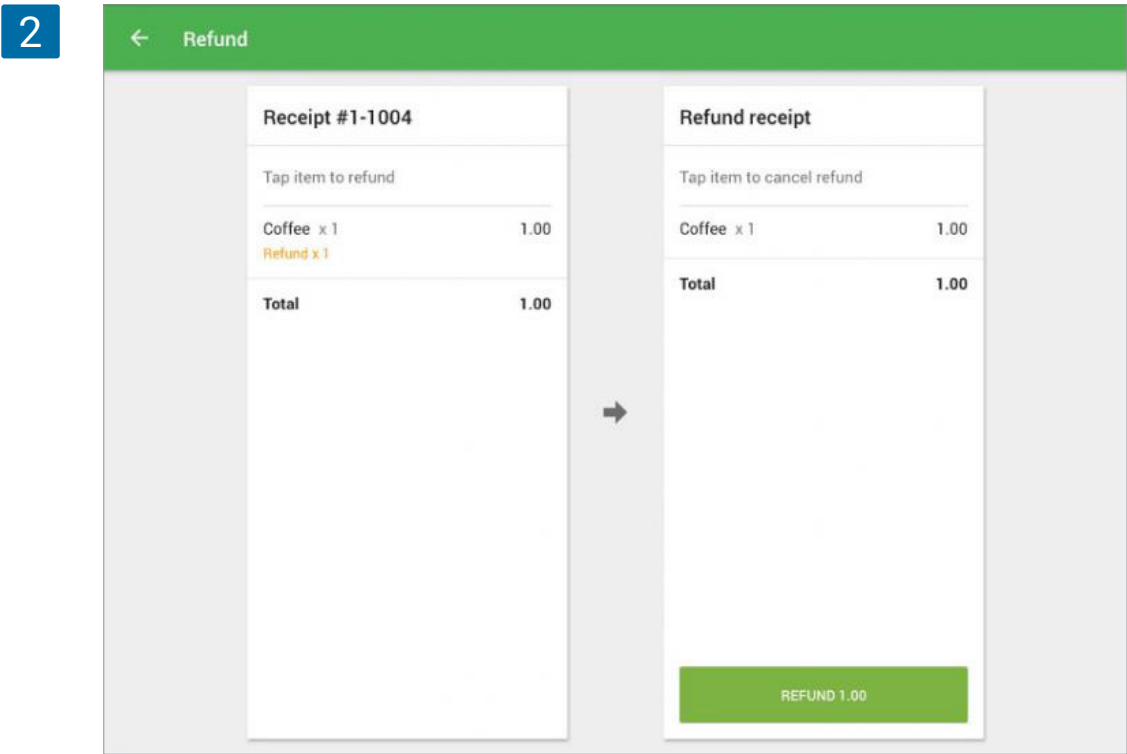 2
Refund
Receipt #1-1004
Tap item to refund
Coffee x 1 1.00
Refund x 1
Total 1.00
Refund receipt
Tap item to cancel refund
Coffee x 1 1.00
Total 1.00
REFUND 1.00